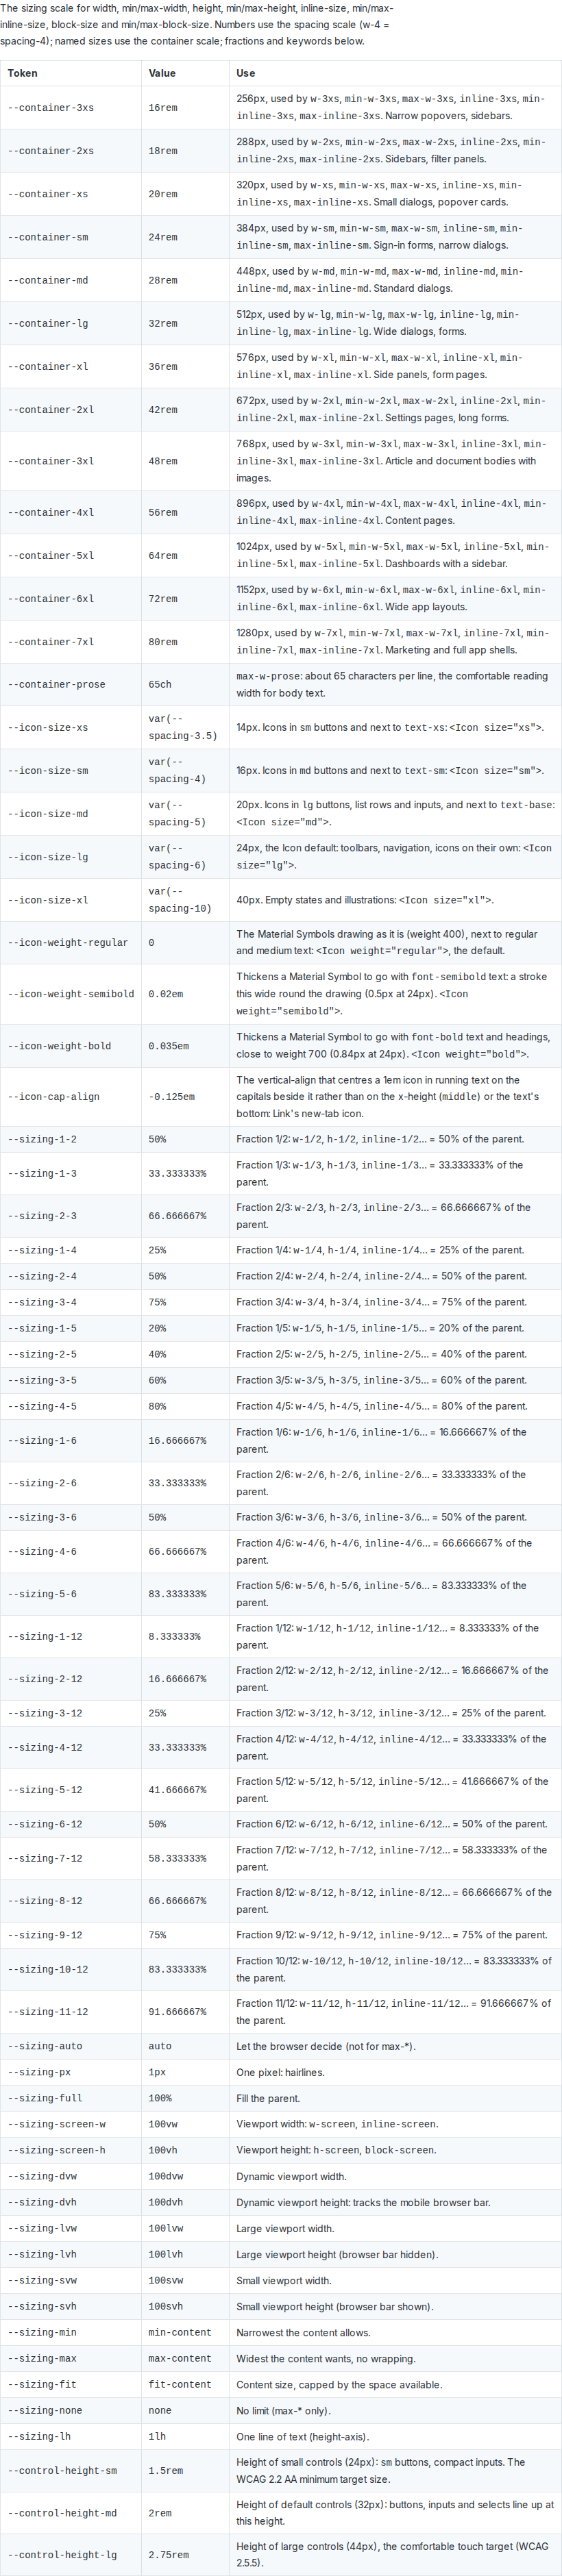 The sizing scale for width, min/max-width, height, min/max-height, inline-size, min/max-
inline-size, block-size and min/max-block-size. Numbers use the spacing scale (w-4 =
spacing-4); named sizes use the container scale; fractions and keywords below.
Token Value Use
--container-3xs 16rem 256px, used by w-3xs, min-w-3xs, max-w-3xs, inline-3xs, min-
inline-3xs, max-inline-3xs. Narrow popovers, sidebars.
--container-2xs 18rem 288px, used by w-2xs, min-w-2xs, max-w-2xs, inline-2xs, min-
inline-2xs, max-inline-2xs. Sidebars, filter panels.
--container-xs 20rem 320px, used by w-xs, min-w-xs, max-w-xs, inline-xs, min-
inline-xs, max-inline-xs. Small dialogs, popover cards.
--container-sm 24rem 384px, used by w-sm, min-w-sm, max-w-sm, inline-sm, min-
inline-sm, max-inline-sm. Sign-in forms, narrow dialogs.
--container-md 28rem 448px, used by w-md, min-w-md, max-w-md, inline-md, min-
inline-md, max-inline-md. Standard dialogs.
--container-lg 32rem 512px, used by w-lg, min-w-lg, max-w-lg, inline-lg, min-
inline-lg, max-inline-lg. Wide dialogs, forms.
--container-xl 36rem 576px, used by w-xl, min-w-xl, max-w-xl, inline-xl, min-
inline-xl, max-inline-xl. Side panels, form pages.
--container-2xl 42rem 672px, used by w-2xl, min-w-2xl, max-w-2xl, inline-2xl, min-
inline-2xl, max-inline-2xl. Settings pages, long forms.
--container-3xl 48rem 768px, used by w-3xl, min-w-3xl, max-w-3xl, inline-3xl, min-
inline-3xl, max-inline-3xl. Article and document bodies with
images.
--container-4xl 56rem 896px, used by w-4xl, min-w-4xl, max-w-4xl, inline-4xl, min-
inline-4xl, max-inline-4xl. Content pages.
--container-5xl 64rem 1024px, used by w-5xl, min-w-5xl, max-w-5xl, inline-5xl, min-
inline-5xl, max-inline-5xl. Dashboards with a sidebar.
--container-6xl 72rem 1152px, used by w-6xl, min-w-6xl, max-w-6xl, inline-6xl, min-
inline-6xl, max-inline-6xl. Wide app layouts.
--container-7xl 80rem 1280px, used by w-7xl, min-w-7xl, max-w-7xl, inline-7xl, min-
inline-7xl, max-inline-7xl. Marketing and full app shells.
--container-prose 65ch max-w-prose: about 65 characters per line, the comfortable reading
width for body text.
--icon-size-xs var(--
spacing-3.5) 14px. Icons in sm buttons and next to text-xs: <Icon size="xs">.
--icon-size-sm var(--
spacing-4) 16px. Icons in md buttons and next to text-sm: <Icon size="sm">.
--icon-size-md var(--
spacing-5) 20px. Icons in lg buttons, list rows and inputs, and next to text-base:
<Icon size="md">.
--icon-size-lg var(--
spacing-6) 24px, the Icon default: toolbars, navigation, icons on their own: <Icon
size="lg">.
--icon-size-xl var(--
spacing-10) 40px. Empty states and illustrations: <Icon size="xl">.
--icon-weight-regular 0 The Material Symbols drawing as it is (weight 400), next to regular
and medium text: <Icon weight="regular">, the default.
--icon-weight-semibold 0.02em Thickens a Material Symbol to go with font-semibold text: a stroke
this wide round the drawing (0.5px at 24px). <Icon
weight="semibold">.
--icon-weight-bold 0.035em Thickens a Material Symbol to go with font-bold text and headings,
close to weight 700 (0.84px at 24px). <Icon weight="bold">.
--icon-cap-align -0.125em The vertical-align that centres a 1em icon in running text on the
capitals beside it rather than on the x-height (middle) or the text's
bottom: Link's new-tab icon.
--sizing-1-2 50% Fraction 1/2: w-1/2, h-1/2, inline-1/2… = 50% of the parent.
--sizing-1-3 33.333333% Fraction 1/3: w-1/3, h-1/3, inline-1/3… = 33.333333% of the
parent.
--sizing-2-3 66.666667% Fraction 2/3: w-2/3, h-2/3, inline-2/3… = 66.666667% of the
parent.
--sizing-1-4 25% Fraction 1/4: w-1/4, h-1/4, inline-1/4… = 25% of the parent.
--sizing-2-4 50% Fraction 2/4: w-2/4, h-2/4, inline-2/4… = 50% of the parent.
--sizing-3-4 75% Fraction 3/4: w-3/4, h-3/4, inline-3/4… = 75% of the parent.
--sizing-1-5 20% Fraction 1/5: w-1/5, h-1/5, inline-1/5… = 20% of the parent.
--sizing-2-5 40% Fraction 2/5: w-2/5, h-2/5, inline-2/5… = 40% of the parent.
--sizing-3-5 60% Fraction 3/5: w-3/5, h-3/5, inline-3/5… = 60% of the parent.
--sizing-4-5 80% Fraction 4/5: w-4/5, h-4/5, inline-4/5… = 80% of the parent.
--sizing-1-6 16.666667% Fraction 1/6: w-1/6, h-1/6, inline-1/6… = 16.666667% of the
parent.
--sizing-2-6 33.333333% Fraction 2/6: w-2/6, h-2/6, inline-2/6… = 33.333333% of the
parent.
--sizing-3-6 50% Fraction 3/6: w-3/6, h-3/6, inline-3/6… = 50% of the parent.
--sizing-4-6 66.666667% Fraction 4/6: w-4/6, h-4/6, inline-4/6… = 66.666667% of the
parent.
--sizing-5-6 83.333333% Fraction 5/6: w-5/6, h-5/6, inline-5/6… = 83.333333% of the
parent.
--sizing-1-12 8.333333% Fraction 1/12: w-1/12, h-1/12, inline-1/12… = 8.333333% of the
parent.
--sizing-2-12 16.666667% Fraction 2/12: w-2/12, h-2/12, inline-2/12… = 16.666667% of the
parent.
--sizing-3-12 25% Fraction 3/12: w-3/12, h-3/12, inline-3/12… = 25% of the parent.
--sizing-4-12 33.333333% Fraction 4/12: w-4/12, h-4/12, inline-4/12… = 33.333333% of the
parent.
--sizing-5-12 41.666667% Fraction 5/12: w-5/12, h-5/12, inline-5/12… = 41.666667% of the
parent.
--sizing-6-12 50% Fraction 6/12: w-6/12, h-6/12, inline-6/12… = 50% of the parent.
--sizing-7-12 58.333333% Fraction 7/12: w-7/12, h-7/12, inline-7/12… = 58.333333% of the
parent.
--sizing-8-12 66.666667% Fraction 8/12: w-8/12, h-8/12, inline-8/12… = 66.666667% of the
parent.
--sizing-9-12 75% Fraction 9/12: w-9/12, h-9/12, inline-9/12… = 75% of the parent.
--sizing-10-12 83.333333% Fraction 10/12: w-10/12, h-10/12, inline-10/12… = 83.333333% of
the parent.
--sizing-11-12 91.666667% Fraction 11/12: w-11/12, h-11/12, inline-11/12… = 91.666667% of
the parent.
--sizing-auto auto Let the browser decide (not for max-*).
--sizing-px 1px One pixel: hairlines.
--sizing-full 100% Fill the parent.
--sizing-screen-w 100vw Viewport width: w-screen, inline-screen.
--sizing-screen-h 100vh Viewport height: h-screen, block-screen.
--sizing-dvw 100dvw Dynamic viewport width.
--sizing-dvh 100dvh Dynamic viewport height: tracks the mobile browser bar.
--sizing-lvw 100lvw Large viewport width.
--sizing-lvh 100lvh Large viewport height (browser bar hidden).
--sizing-svw 100svw Small viewport width.
--sizing-svh 100svh Small viewport height (browser bar shown).
--sizing-min min-content Narrowest the content allows.
--sizing-max max-content Widest the content wants, no wrapping.
--sizing-fit fit-content Content size, capped by the space available.
--sizing-none none No limit (max-* only).
--sizing-lh 1lh One line of text (height-axis).
--control-height-sm 1.5rem Height of small controls (24px): sm buttons, compact inputs. The
WCAG 2.2 AA minimum target size.
--control-height-md 2rem Height of default controls (32px): buttons, inputs and selects line up at
this height.
--control-height-lg 2.75rem Height of large controls (44px), the comfortable touch target (WCAG
2.5.5).